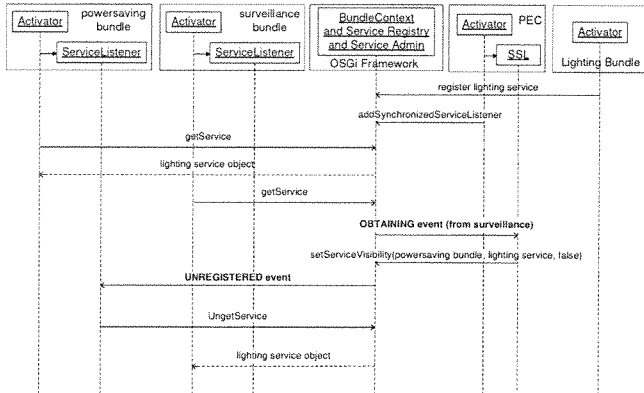 Activator
powersaving
bundle
ServiceListener
Activator
surveillance
bundle
ServiceListener
BundleContext
and Service Registry
and Service Admin
OSGi Framework
Activator
PEC
SSL
Activator
Lighting Bundle
register lighting service
addSynchronizedServiceListener
getService
lighting service object
getService
OBTAINING event (from surveillance)
setServiceVisibility(powersaving bundle, lighting service, false)
UNREGISTERED event
UngetService
lighting service object